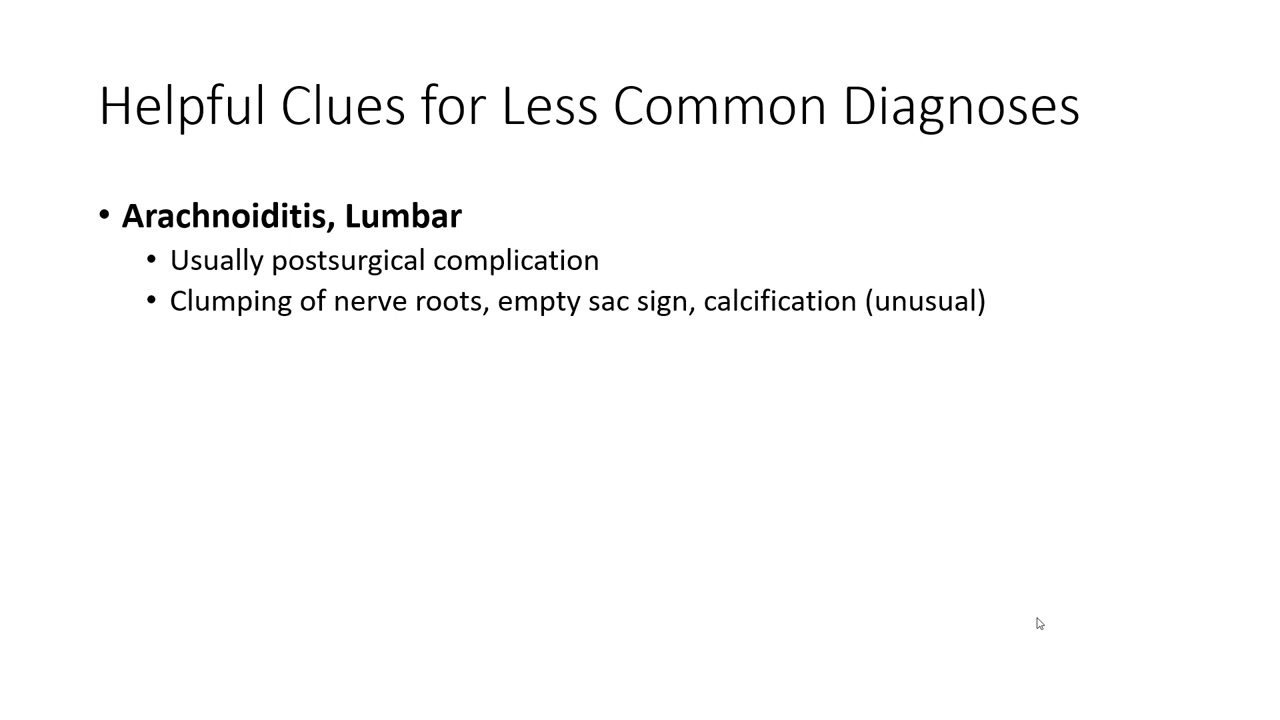 Helpful Clues for Less Common Diagnoses
• Arachnoiditis, Lumbar
• Usually postsurgical complication
• Clumping of nerve roots, empty sac sign, calcification (unusual)